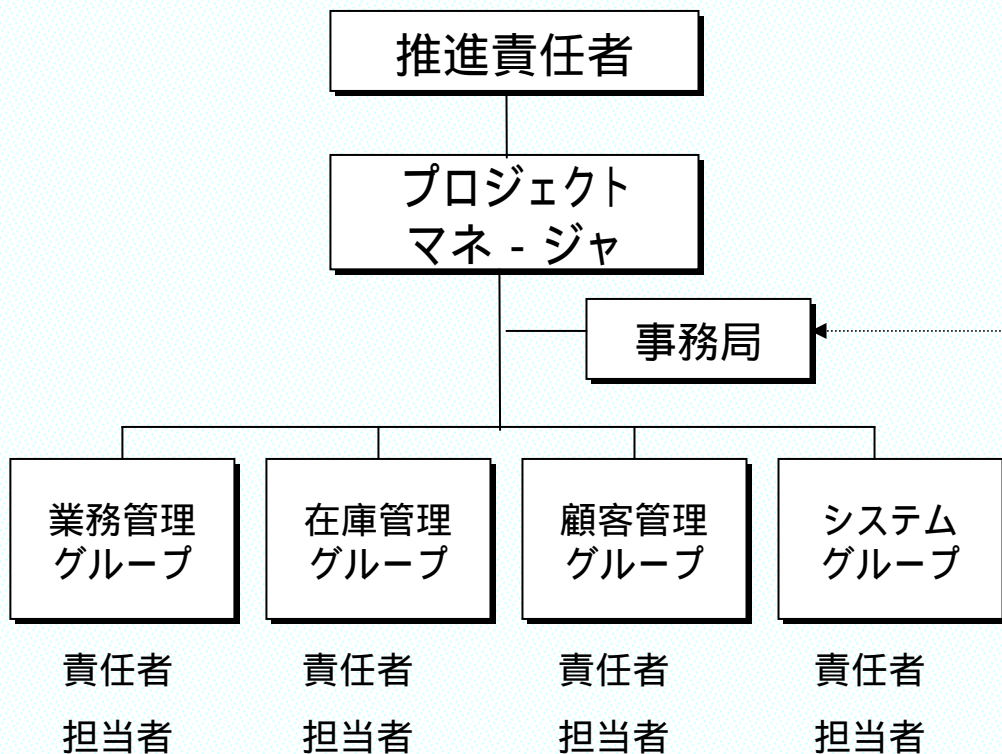 推進責任者
プロジェクト
マネ - ジャ
事務局
業務管理
グループ
在庫管理
グループ
顧客管理
グループ
システム
グループ
責任者 責任者 責任者 責任者
担当者 担当者 担当者 担当者